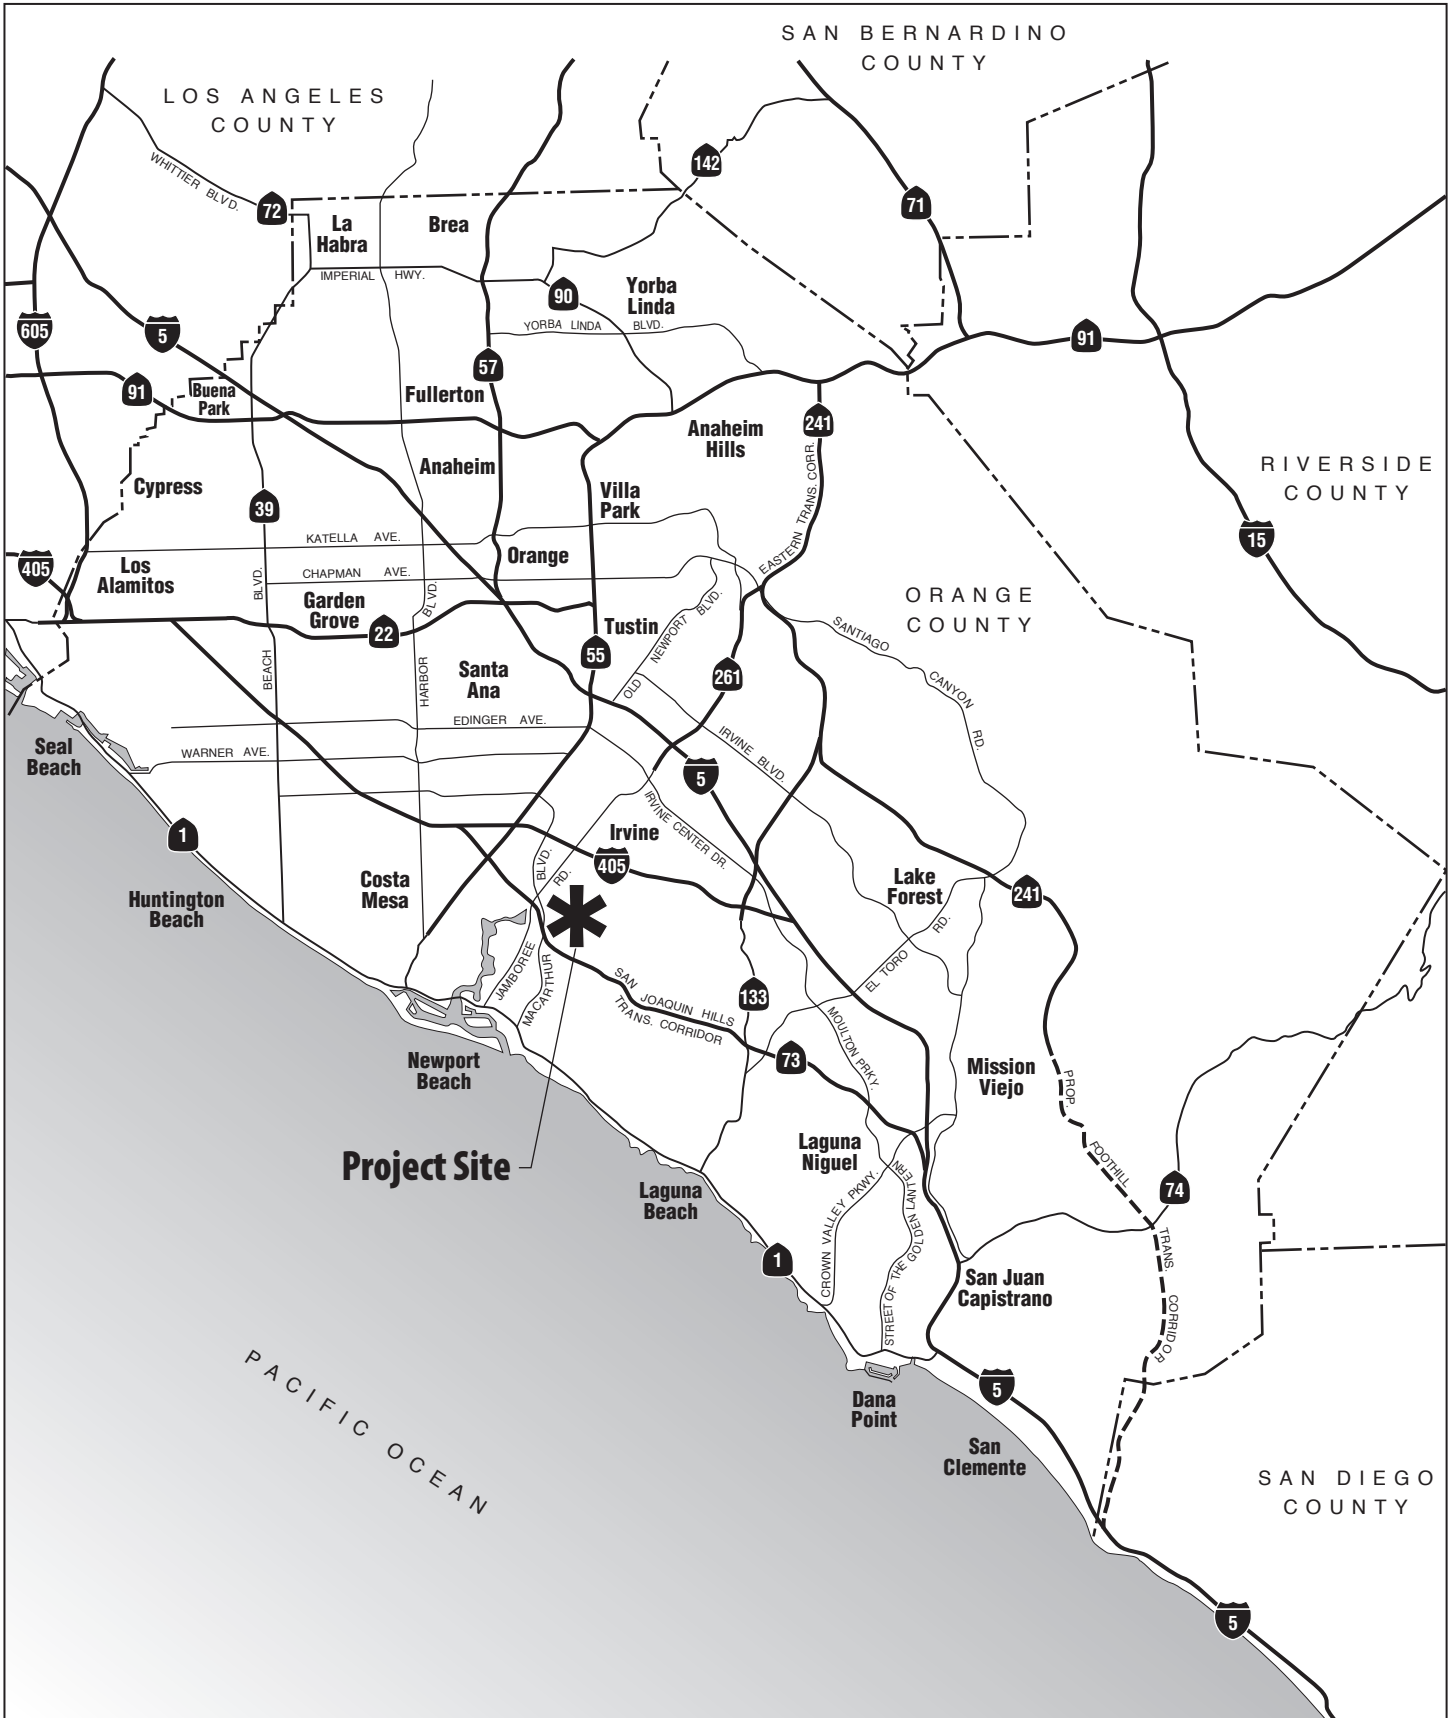 SAN BERNARDINO
COUNTY
LOS ANGELES
COUNTY
142
WHITTIER BLVD.
72
71
La
Habra
Brea
IMPERIAL HWY.
90
Yorba
Linda
YORBA LINDA BLVD.
605
5
91
57
91
Buena
Park
Fullerton
241
Anaheim
Hills
Anaheim
EASTERN TRANS. CORR.
RIVERSIDE
COUNTY
Cypress
Villa
Park
39
15
KATELLA AVE.
Orange
405
Los
Alamitos
CHAPMAN AVE.
BEACH BLVD.
HARBOR BLVD.
Garden
Grove
22
ORANGE
COUNTY
Tustin
OLD NEWPORT BLVD.
SANTIAGO CANYON RD.
55
261
Santa
Ana
EDINGER AVE.
WARNER AVE.
IRVINE BLVD.
Seal
Beach
5
IRVINE CENTER DR.
1
Irvine
405
Huntington
Beach
Costa
Mesa
BLVD.
RD.
Lake
Forest
241
EL TORO RD.
JAMBOREE
MACARTHUR
SAN JOAQUIN HILLS
TRANS. CORRIDOR
133
MOULTON PRKY.
73
Newport
Beach
Mission
Viejo
PROP. FOOTHILL TRANS. CORRIDOR
Laguna
Niguel
Project Site
74
Laguna
Beach
CROWN VALLEY PKWY.
STREET OF THE GOLDEN LANTERN
1
San Juan
Capistrano
PACIFIC OCEAN
5
Dana
Point
San
Clemente
SAN DIEGO
COUNTY
5